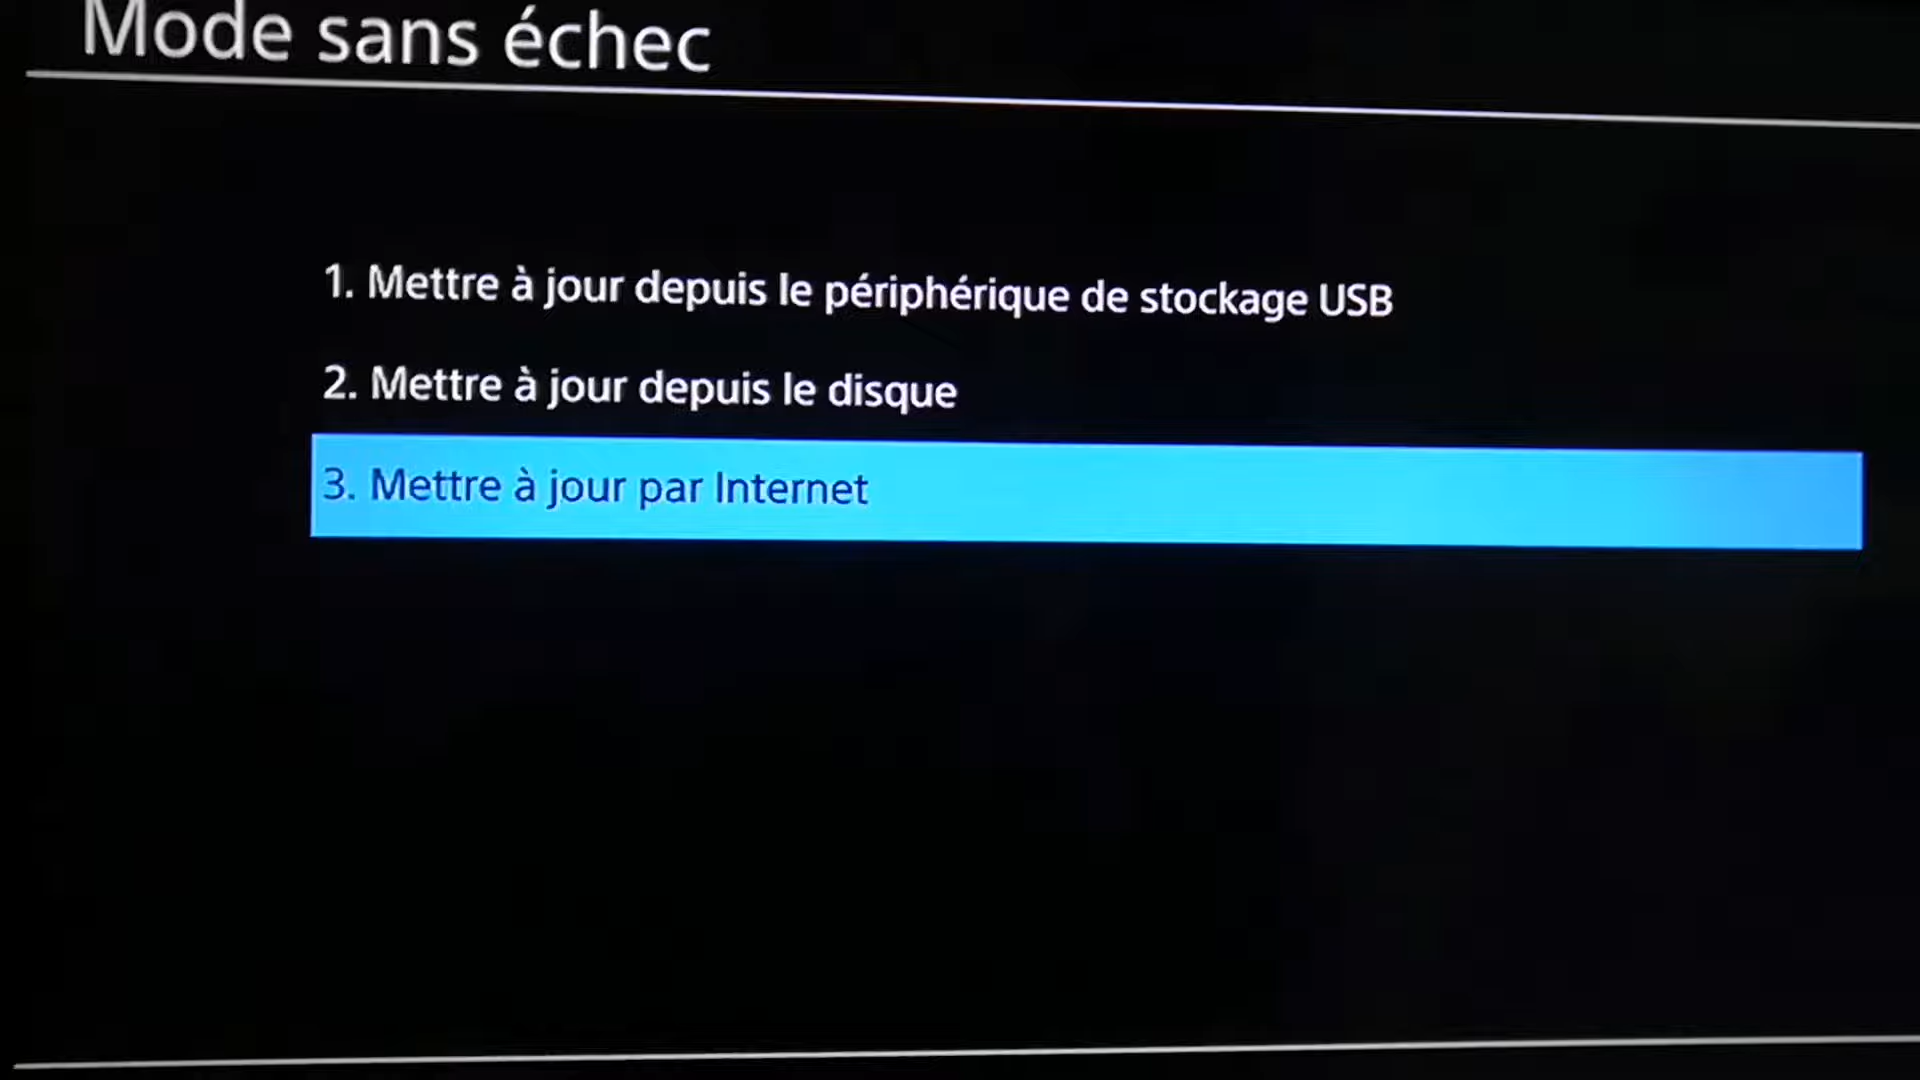 Mode sans échec
1. Mettre à jour depuis le périphérique de stockage USB
2. Mettre à jour depuis le disque
3. Mettre à jour par Internet